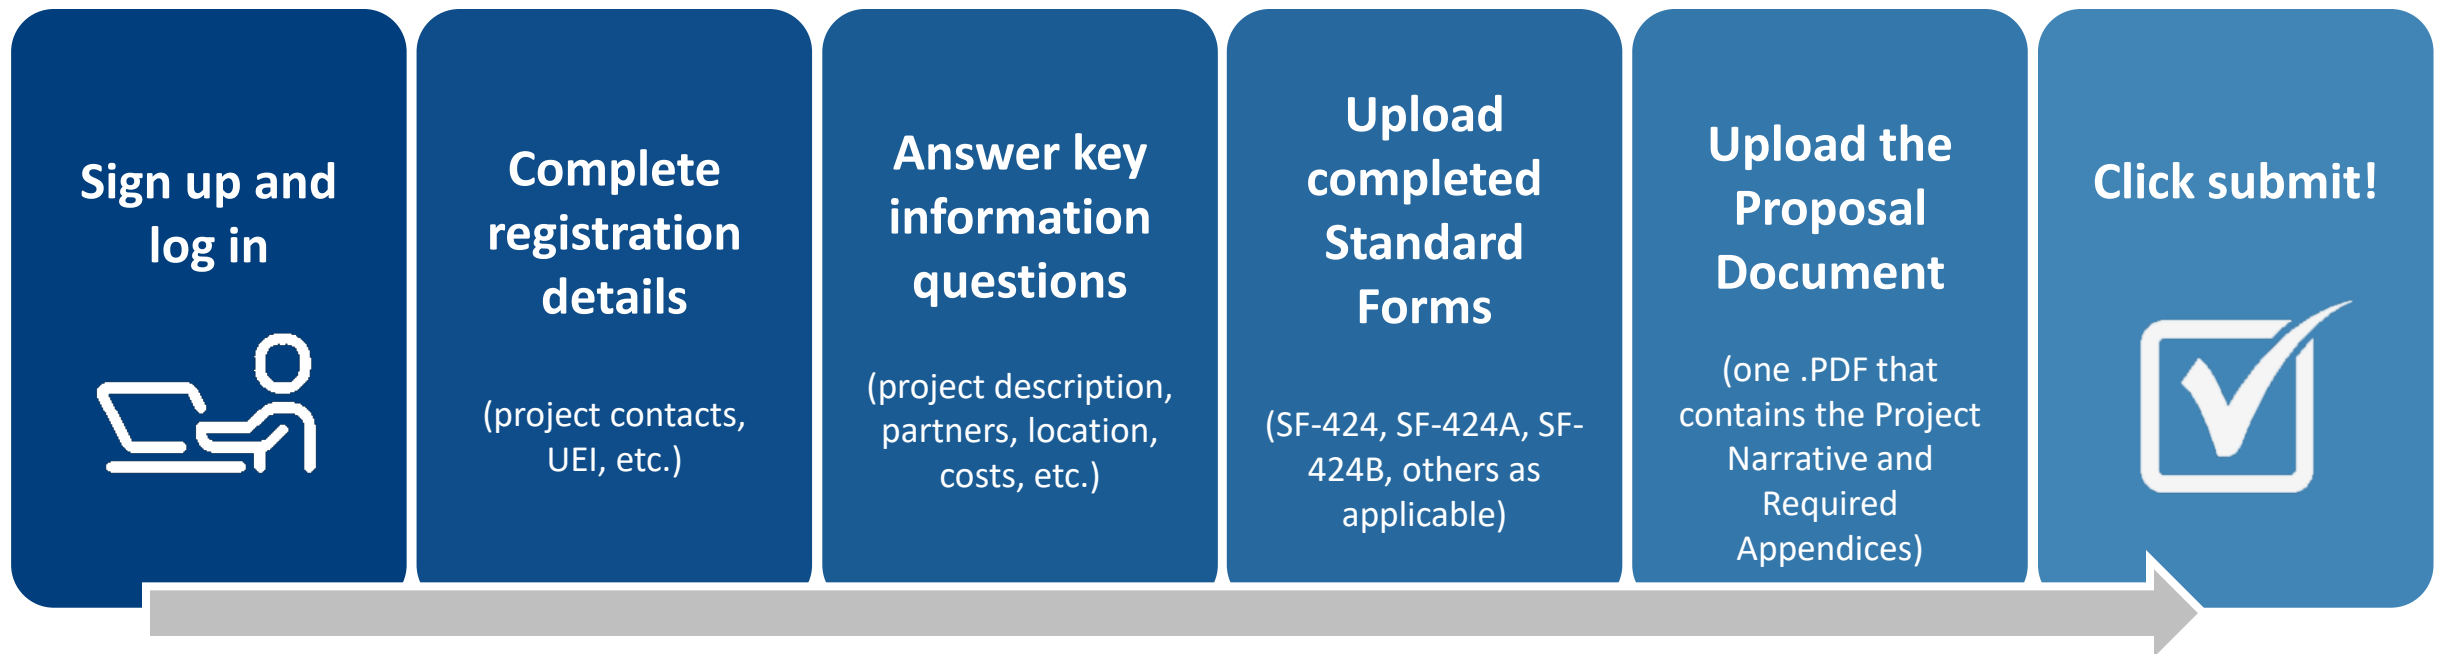 Sign up and
log in
Complete
registration
details
(project contacts,
UEI, etc.)
Answer key
information
questions
(project description,
partners, location,
costs, etc.)
Upload
completed
Standard
Forms
(SF-424, SF-424A, SF-
424B, others as
applicable)
Upload the
Proposal
Document
(one .PDF that
contains the Project
Narrative and
Required
Appendices)
Click submit!